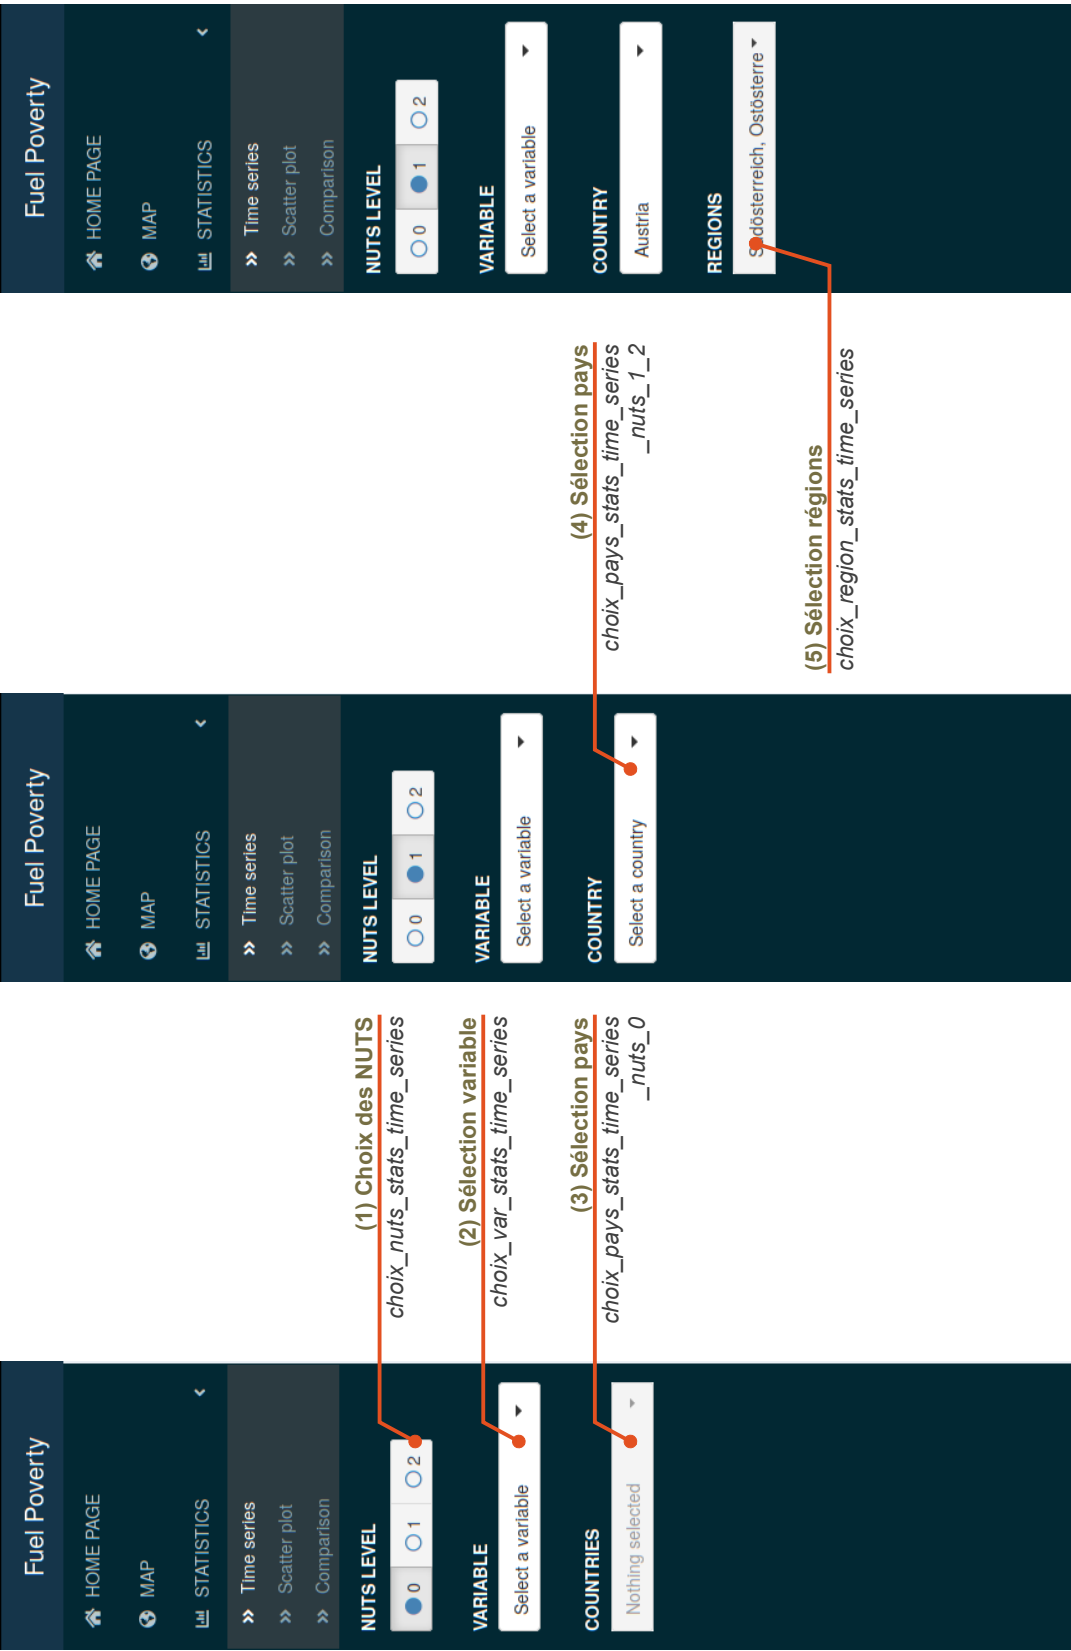 Fuel Poverty
HOME PAGE
MAP
STATISTICS
Time series
Scatter plot
Comparison
NUTS LEVEL
0 1 2
VARIABLE
Select a variable
COUNTRIES
Nothing selected
(1) Choix des NUTS
choix_nuts_stats_time_series
(2) Sélection variable
choix_var_stats_time_series
(3) Sélection pays
choix_pays_stats_time_series
_nuts_0
Fuel Poverty
HOME PAGE
MAP
STATISTICS
Time series
Scatter plot
Comparison
NUTS LEVEL
0 1 2
VARIABLE
Select a variable
COUNTRY
Select a country
(4) Sélection pays
choix_pays_stats_time_series
_nuts_1_2
(5) Sélection régions
choix_region_stats_time_series
Fuel Poverty
HOME PAGE
MAP
STATISTICS
Time series
Scatter plot
Comparison
NUTS LEVEL
0 1 2
VARIABLE
Select a variable
COUNTRY
Austria
REGIONS
Südösterreich, Ostösterre